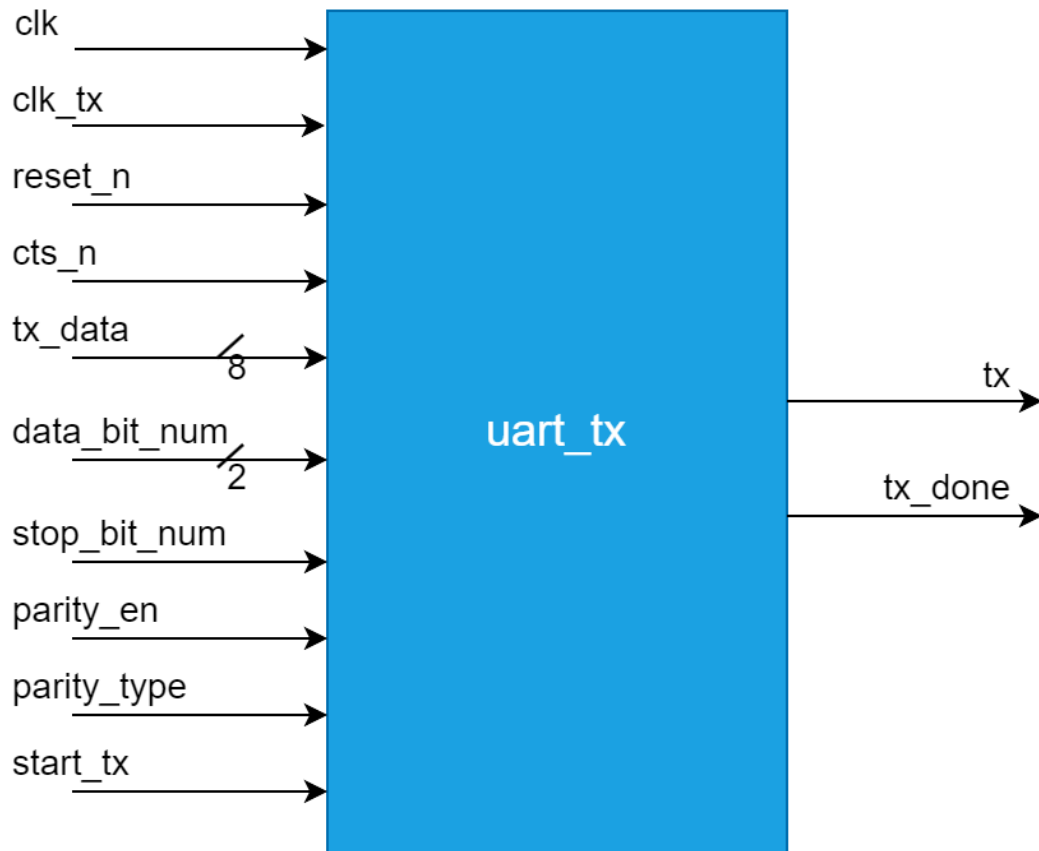 clk
clk_tx
reset_n
cts_n
tx_data
8
data_bit_num
2
stop_bit_num
parity_en
parity_type
start_tx
uart_tx
tx
tx_done